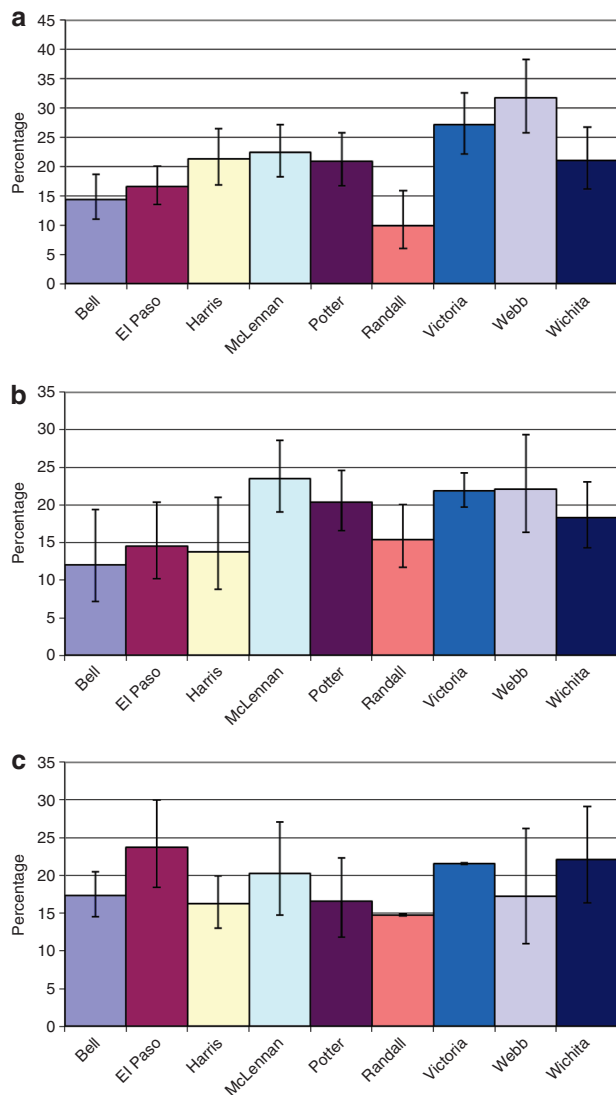 a
Percentage
45
40
35
30
25
20
15
10
5
0
Bell
El Paso
Harris
McLennan
Potter
Randall
Victoria
Webb
Wichita
b
Percentage
35
30
25
20
15
10
5
0
Bell
El Paso
Harris
McLennan
Potter
Randall
Victoria
Webb
Wichita
c
Percentage
35
30
25
20
15
10
5
0
Bell
El Paso
Harris
McLennan
Potter
Randall
Victoria
Webb
Wichita